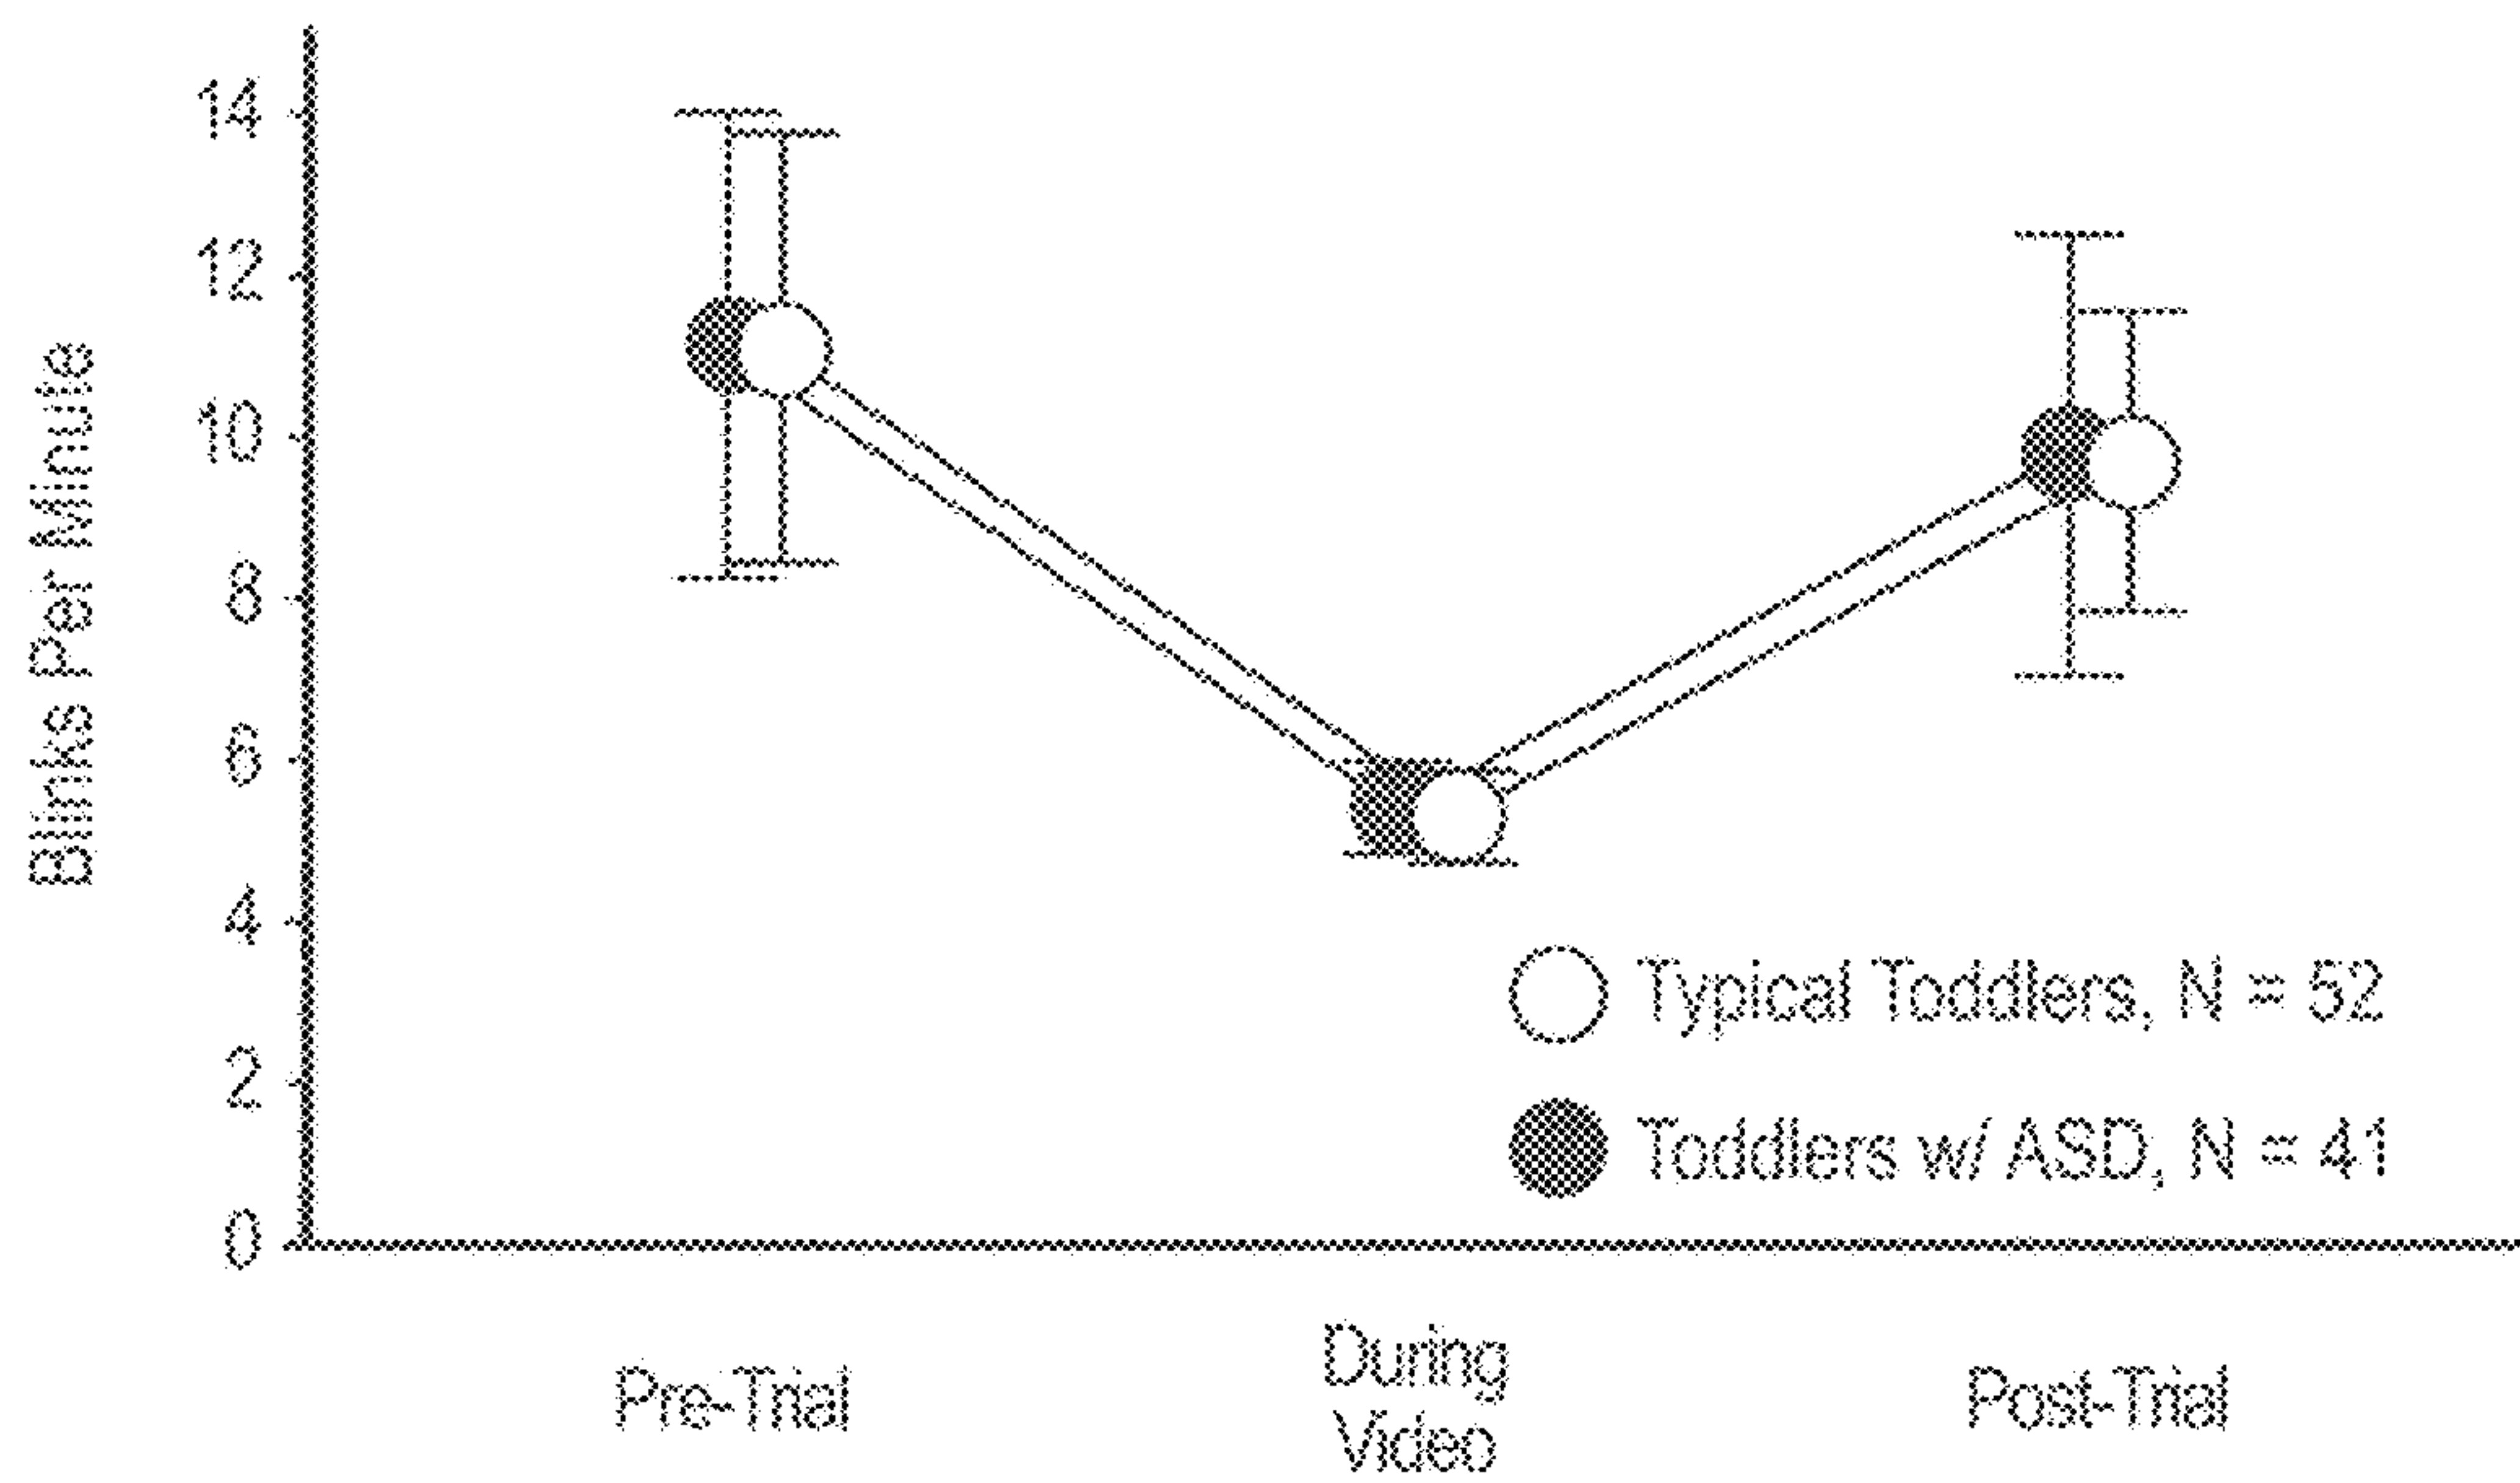 Blinks Per Minute
14
12
10
8
6
4
2
0
Typical Toddlers, N = 52
Toddlers w/ ASD, N = 41
Pre-Trial
During
Video
Post-Trial